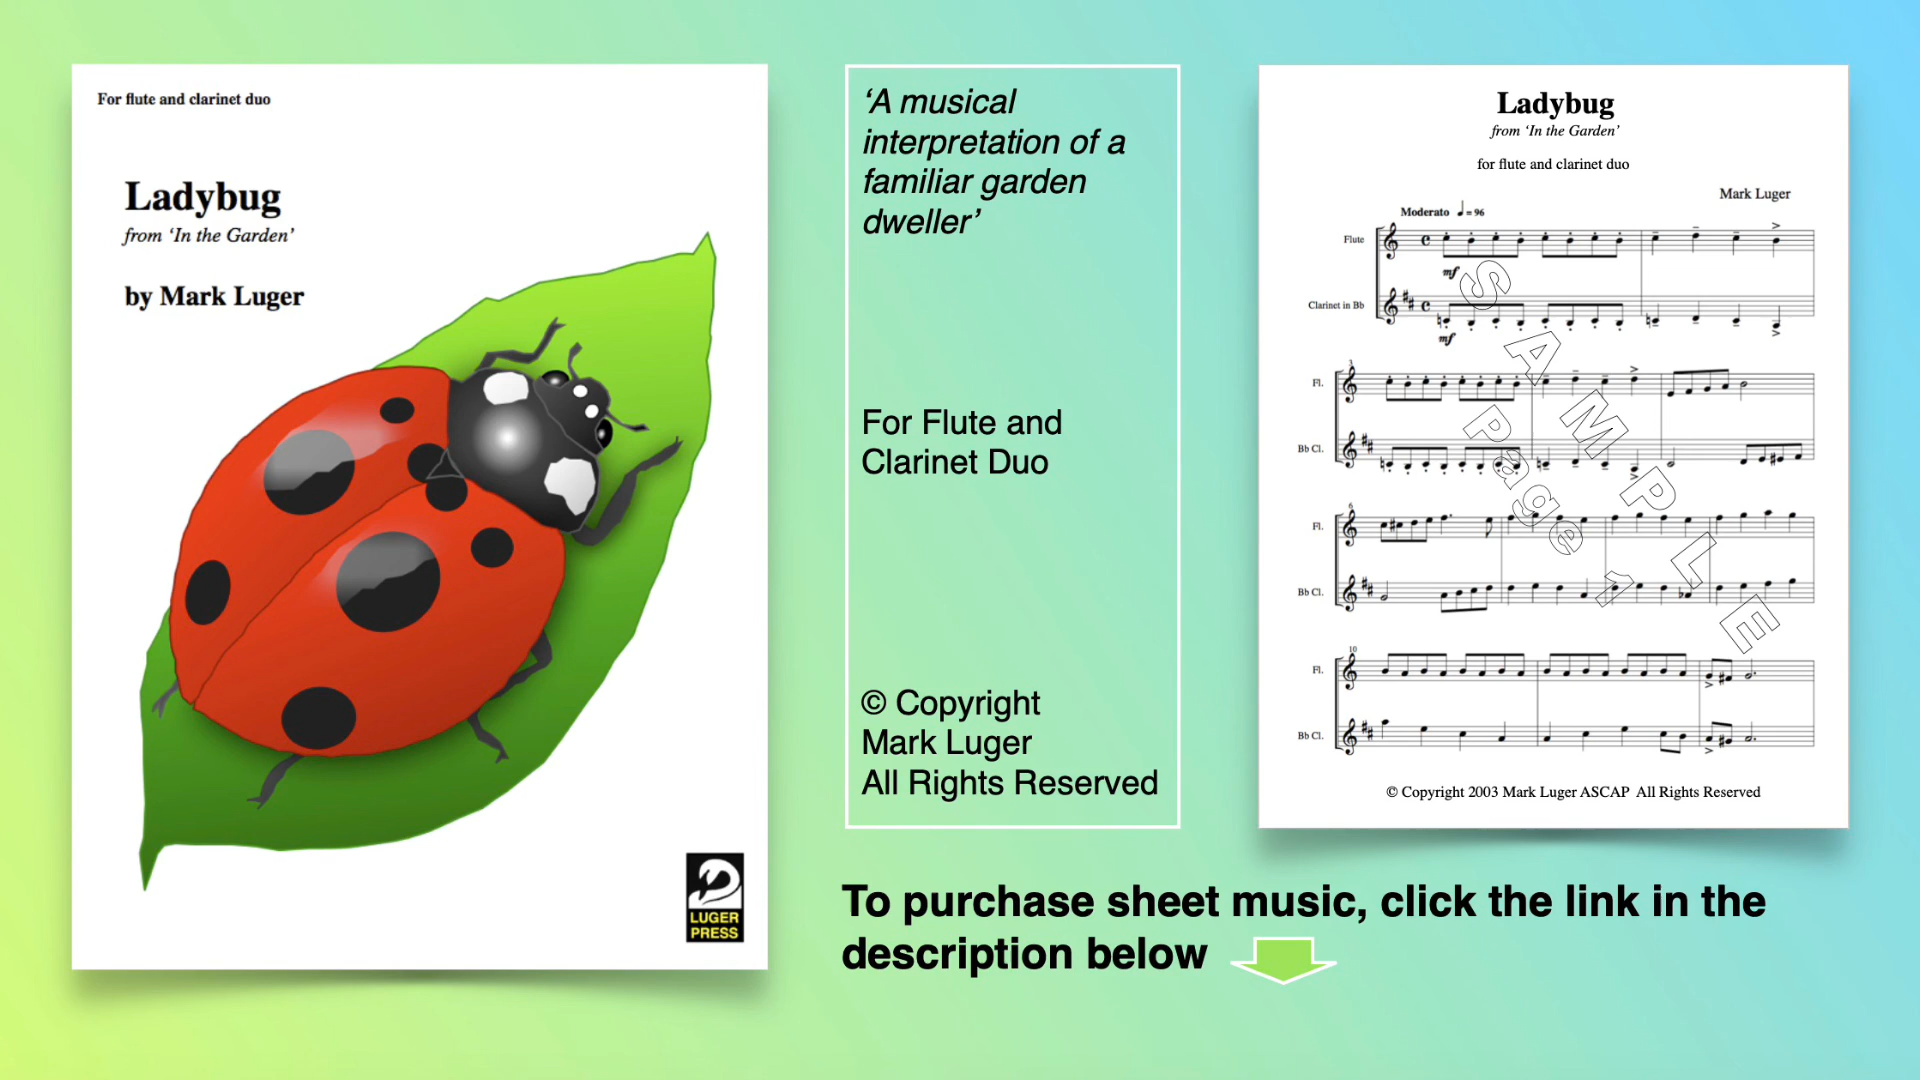 For flute and clarinet duo
Ladybug
from ‘In the Garden’
by Mark Luger
LUGER
PRESS
‘A musical
interpretation of a
familiar garden
dweller’
For Flute and
Clarinet Duo
© Copyright
Mark Luger
All Rights Reserved
Ladybug
from ‘In the Garden’
for flute and clarinet duo
Mark Luger
Moderato ♩= 96
Flute
mf
Clarinet in Bb
mf
SAMPLE
Page 1
3
Fl.
Bb Cl.
6
Fl.
Bb Cl.
10
Fl.
Bb Cl.
© Copyright 2003 Mark Luger ASCAP All Rights Reserved
To purchase sheet music, click the link in the
description below